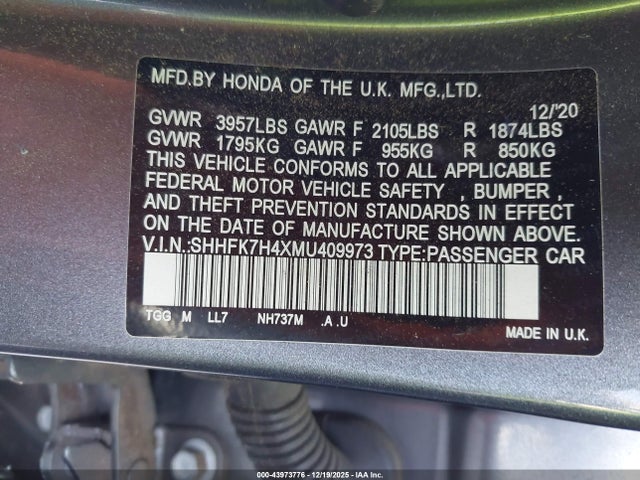 MFD.BY HONDA OF THE U.K. MFG.,LTD.
12/'20
GVWR 3957LBS GAWR F 2105LBS R 1874LBS
GVWR 1795KG GAWR F 955KG R 850KG
THIS VEHICLE CONFORMS TO ALL APPLICABLE
FEDERAL MOTOR VEHICLE SAFETY , BUMPER ,
AND THEFT PREVENTION STANDARDS IN EFFECT
ON THE DATE OF MANUFACTURE SHOWN ABOVE.
V.I.N.:SHHFK7H4XMU409973 TYPE:PASSENGER CAR
TGG M LL7 NH737M .A .U
MADE IN U.K.
000-43973776 | 12/19/2025 - IAA Inc.